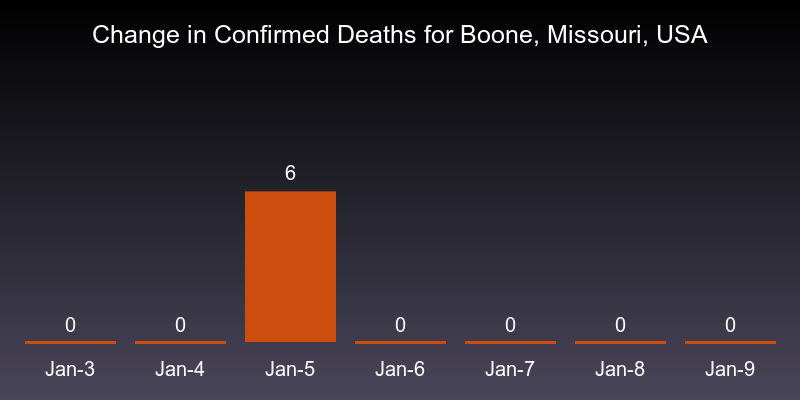 Change in Confirmed Deaths for Boone, Missouri, USA
6
0 0 0 0 0 0
Jan-3 Jan-4 Jan-5 Jan-6 Jan-7 Jan-8 Jan-9